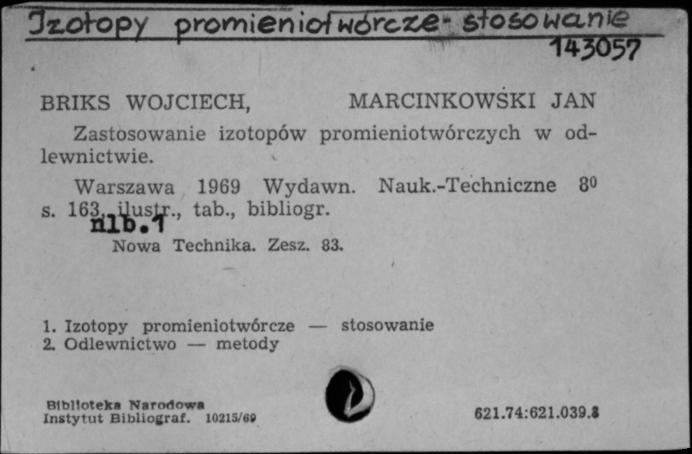 Izotopy promieniotwórcze - stosowanie
143057
BRIKS WOJCIECH, MARCINKOWSKI JAN
Zastosowanie izotopów promieniotwórczych w od-
lewnictwie.
Warszawa 1969 Wydawn. Nauk.-Techniczne 8⁰
s. 163, ilustr., tab., bibliogr.
nlb.1
Nowa Technika. Zesz. 83.
1. Izotopy promieniotwórcze — stosowanie
2. Odlewnictwo — metody
Biblioteka Narodowa
Instytut Bibliograf. 10215/69
621.74:621.039.8